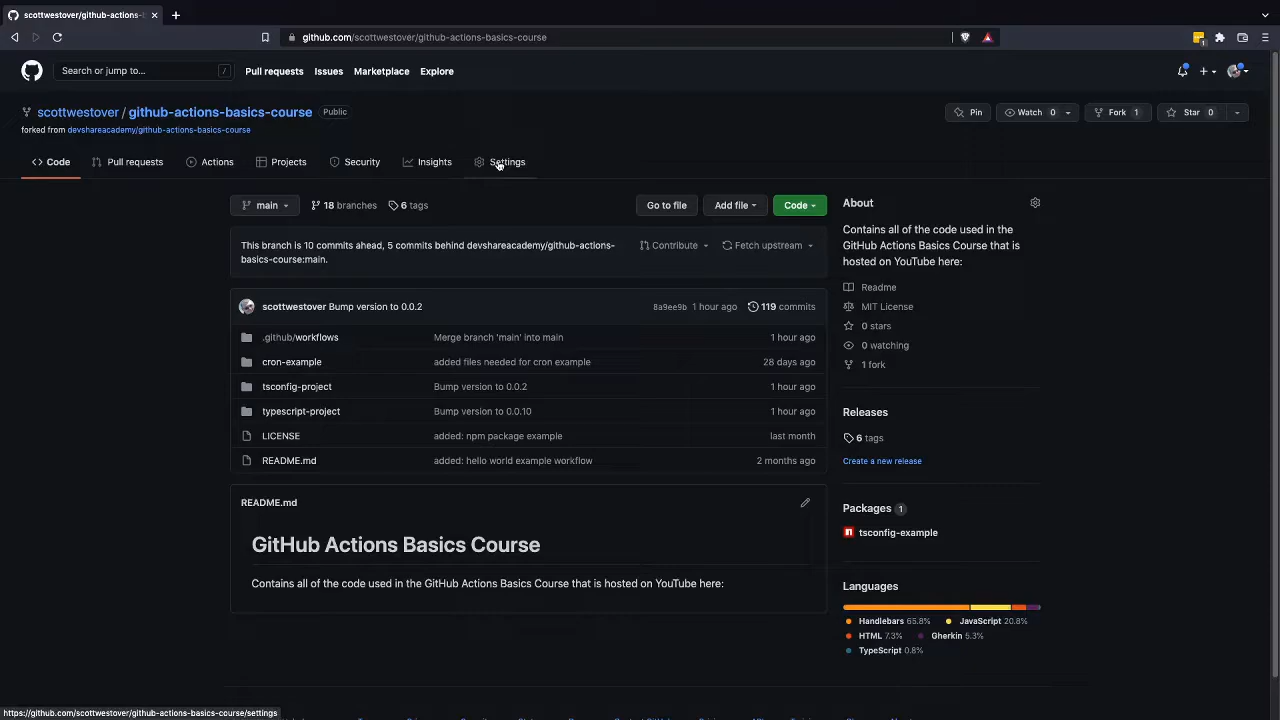 scottwestover/github-actions-b
github.com/scottwestover/github-actions-basics-course
1
Search or jump to...
/
Pull requests
Issues
Marketplace
Explore
scottwestover / github-actions-basics-course
Public
forked from devshareacademy/github-actions-basics-course
Pin
Watch 0
Fork 1
Star 0
Code
Pull requests
Actions
Projects
Security
Insights
Settings
main
18 branches
6 tags
Go to file
Add file
Code
This branch is 10 commits ahead, 5 commits behind devshareacademy/github-actions-
basics-course:main.
Contribute
Fetch upstream
scottwestover Bump version to 0.0.2
8a9ee9b 1 hour ago
119 commits
.github/workflows
Merge branch 'main' into main
1 hour ago
cron-example
added files needed for cron example
28 days ago
tsconfig-project
Bump version to 0.0.2
1 hour ago
typescript-project
Bump version to 0.0.10
1 hour ago
LICENSE
added: npm package example
last month
README.md
added: hello world example workflow
2 months ago
README.md
GitHub Actions Basics Course
Contains all of the code used in the GitHub Actions Basics Course that is hosted on YouTube here:
About
Contains all of the code used in the
GitHub Actions Basics Course that is
hosted on YouTube here:
Readme
MIT License
0 stars
0 watching
1 fork
Releases
6 tags
Create a new release
Packages 1
tsconfig-example
Languages
Handlebars 65.8%
JavaScript 20.8%
HTML 7.3%
Gherkin 5.3%
TypeScript 0.8%
https://github.com/scottwestover/github-actions-basics-course/settings